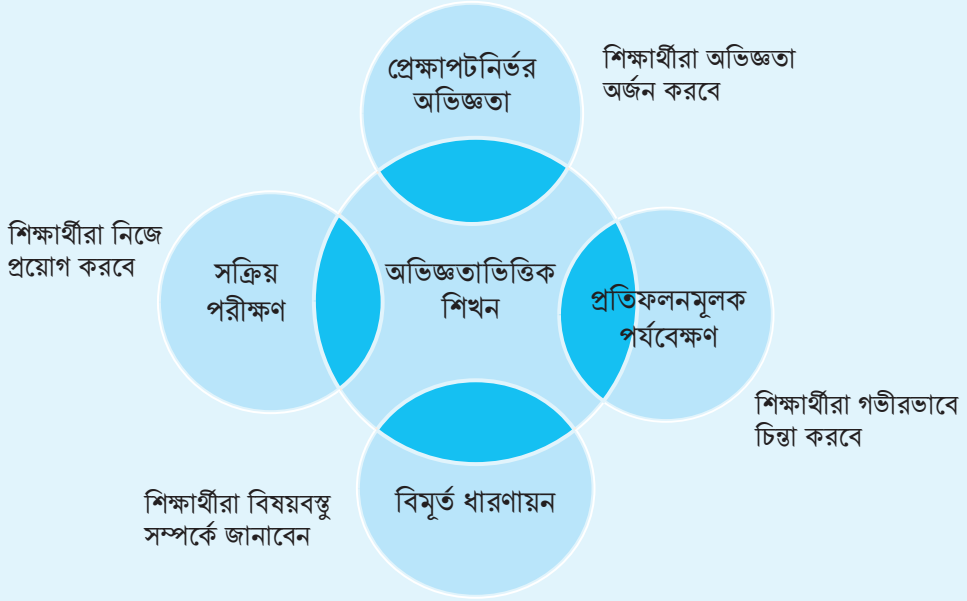 প্রেক্ষাপটনির্ভর
অভিজ্ঞতা
শিক্ষার্থীরা অভিজ্ঞতা
অর্জন করবে
শিক্ষার্থীরা নিজে
প্রয়োগ করবে
সক্রিয়
পরীক্ষণ
অভিজ্ঞতাভিত্তিক
শিখন
প্রতিফলনমূলক
পর্যবেক্ষণ
শিক্ষার্থীরা গভীরভাবে
চিন্তা করবে
বিমূর্ত ধারণায়ন
শিক্ষার্থীরা বিষয়বস্তু
সম্পর্কে জানাবেন